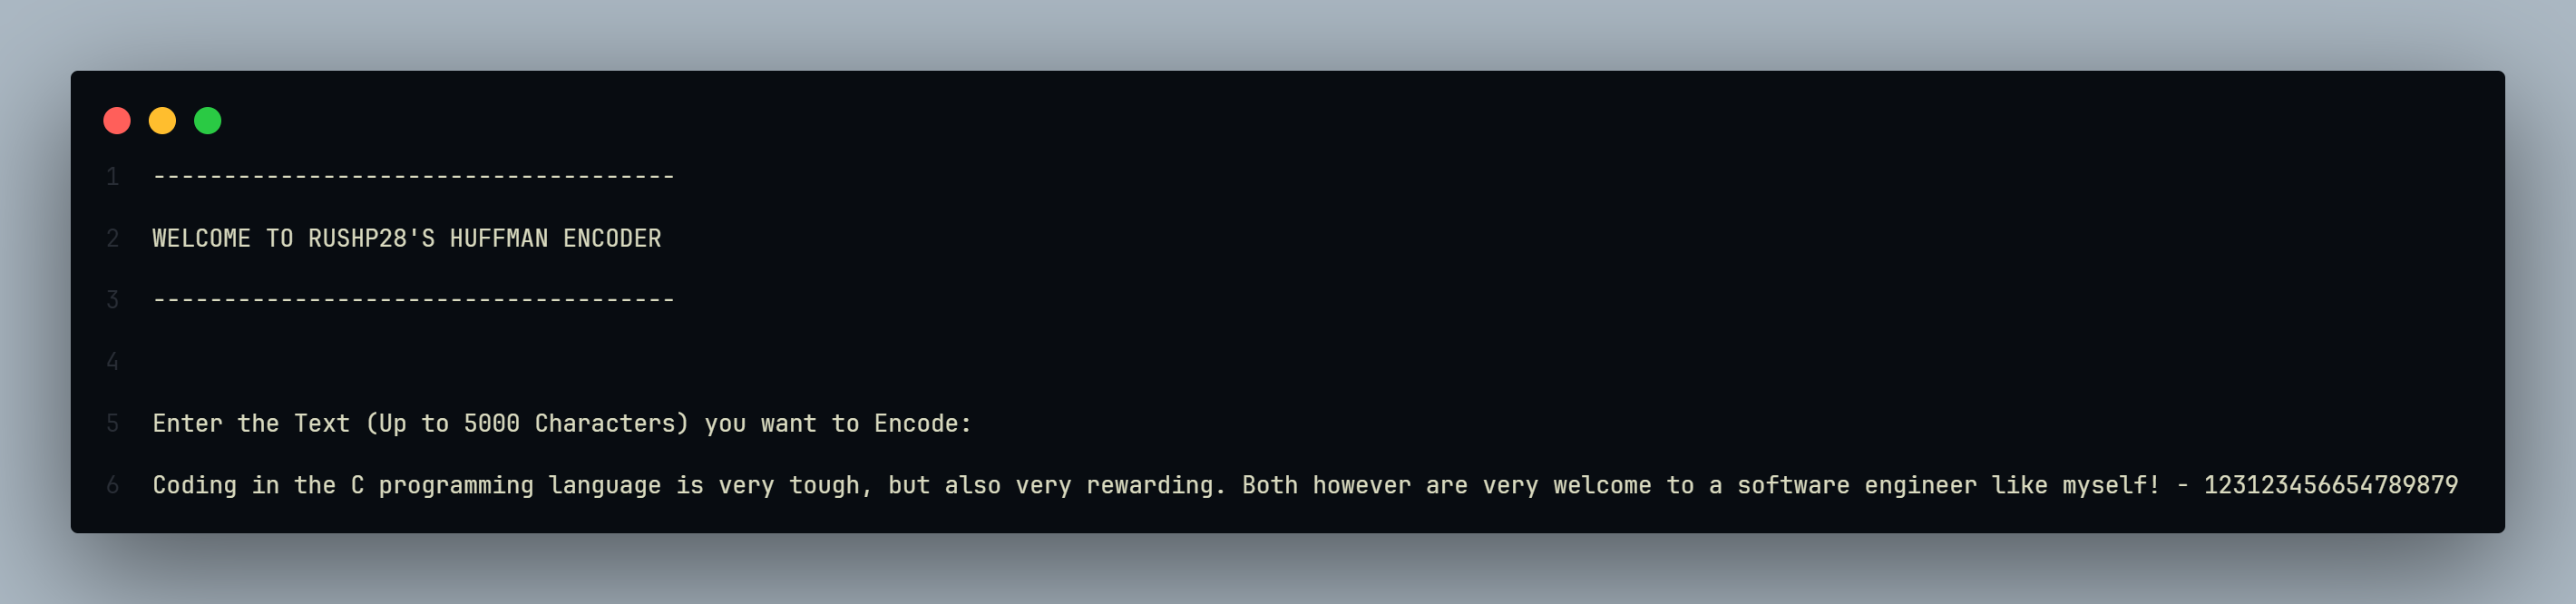 1 -------------------------------------
2 WELCOME TO RUSHP28'S HUFFMAN ENCODER
3 -------------------------------------
4
5 Enter the Text (Up to 5000 Characters) you want to Encode:
6 Coding in the C programming language is very tough, but also very rewarding. Both however are very welcome to a software engineer like myself! - 123123456654789879